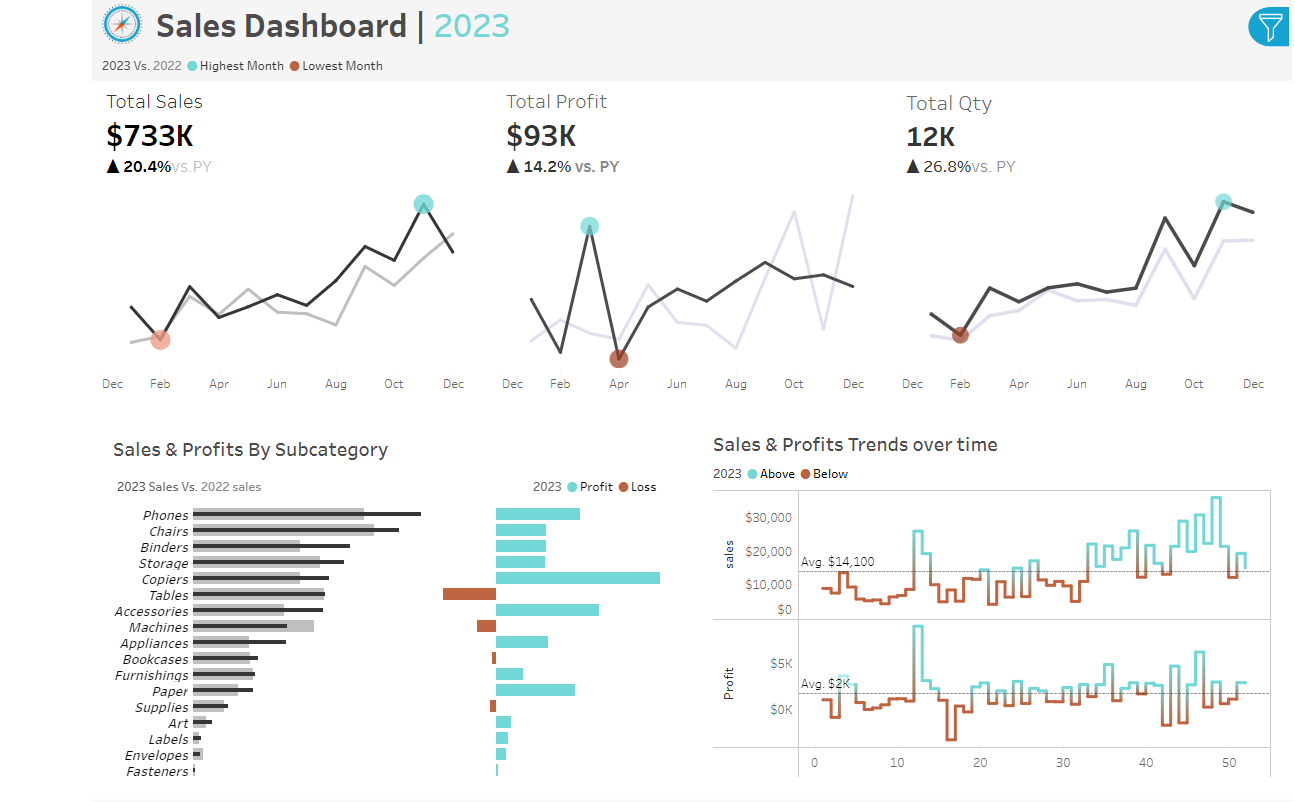 Sales Dashboard | 2023
2023 Vs. 2022 Highest Month Lowest Month
Total Sales
$733K
▲ 20.4%vs.PY
Dec Feb Apr Jun Aug Oct Dec
Total Profit
$93K
▲ 14.2% vs. PY
Dec Feb Apr Jun Aug Oct Dec
Total Qty
12K
▲ 26.8%vs. PY
Dec Feb Apr Jun Aug Oct Dec
Sales & Profits By Subcategory
2023 Sales Vs. 2022 sales
2023 Profit Loss
Phones
Chairs
Binders
Storage
Copiers
Tables
Accessories
Machines
Appliances
Bookcases
Furnishings
Paper
Supplies
Art
Labels
Envelopes
Fasteners
Sales & Profits Trends over time
2023 Above Below
sales
$30,000
$20,000
$10,000
$0
Avg. $14,100
Profit
$5K
$0K
Avg. $2K
0 10 20 30 40 50